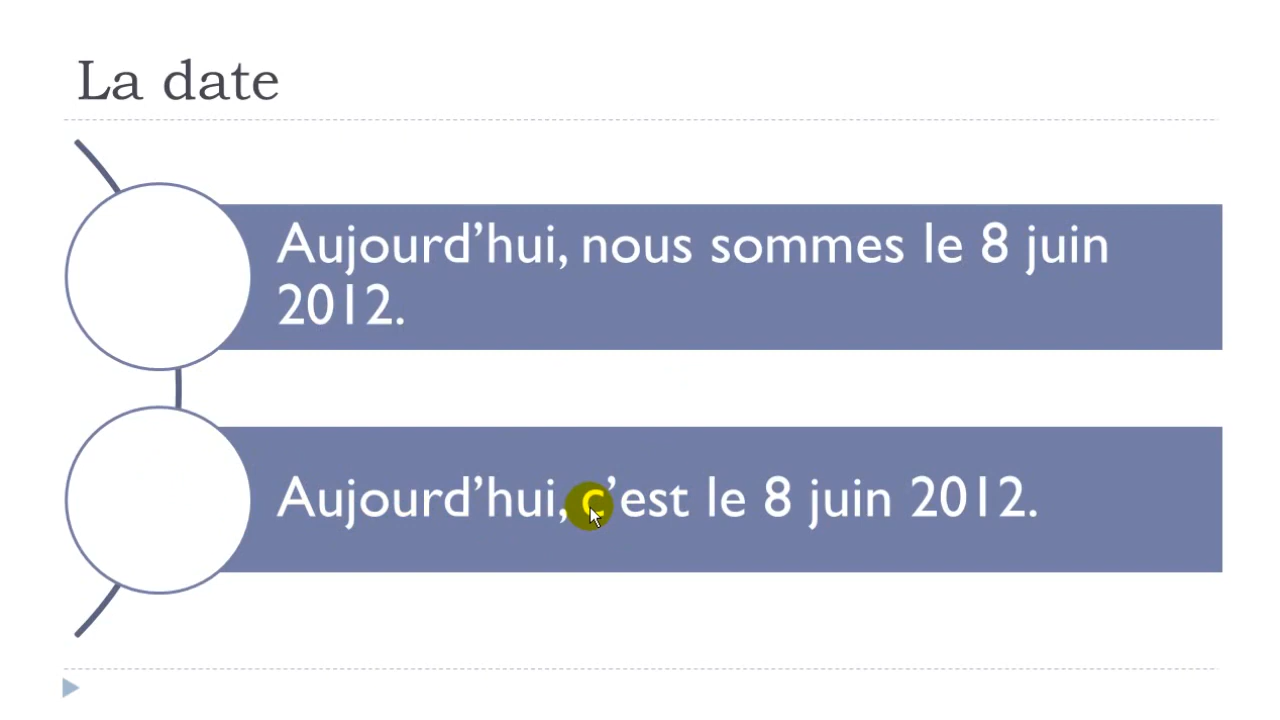 La date
Aujourd’hui, nous sommes le 8 juin
2012.
Aujourd’hui, c’est le 8 juin 2012.